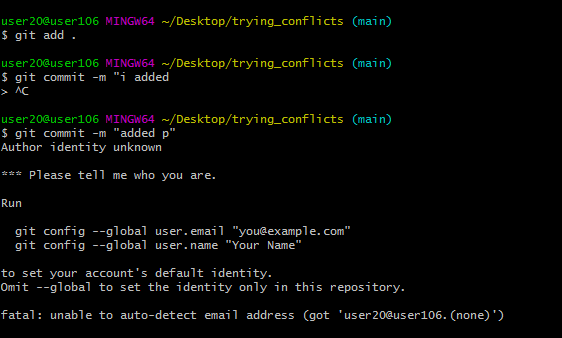 user20@user106 MINGW64 ~/Desktop/trying_conflicts (main)
$ git add .
user20@user106 MINGW64 ~/Desktop/trying_conflicts (main)
$ git commit -m "i added
> ^C
user20@user106 MINGW64 ~/Desktop/trying_conflicts (main)
$ git commit -m "added p"
Author identity unknown
*** Please tell me who you are.
Run
  git config --global user.email "you@example.com"
  git config --global user.name "Your Name"
to set your account's default identity.
Omit --global to set the identity only in this repository.
fatal: unable to auto-detect email address (got 'user20@user106.(none)')